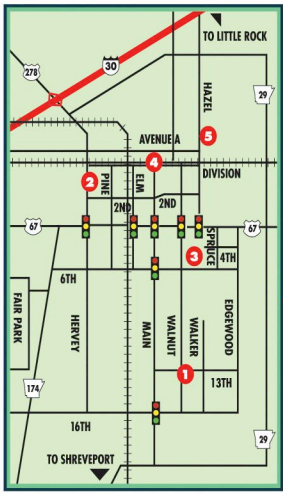 TO LITTLE ROCK
30
278
29
HAZEL
AVENUE A
5
4
DIVISION
2
PINE
ELM
2ND
2ND
67
67
SPRUCE
3
4TH
6TH
FAIR PARK
HERVEY
MAIN
WALNUT
WALKER
EDGEWOOD
1
13TH
174
16TH
29
TO SHREVEPORT